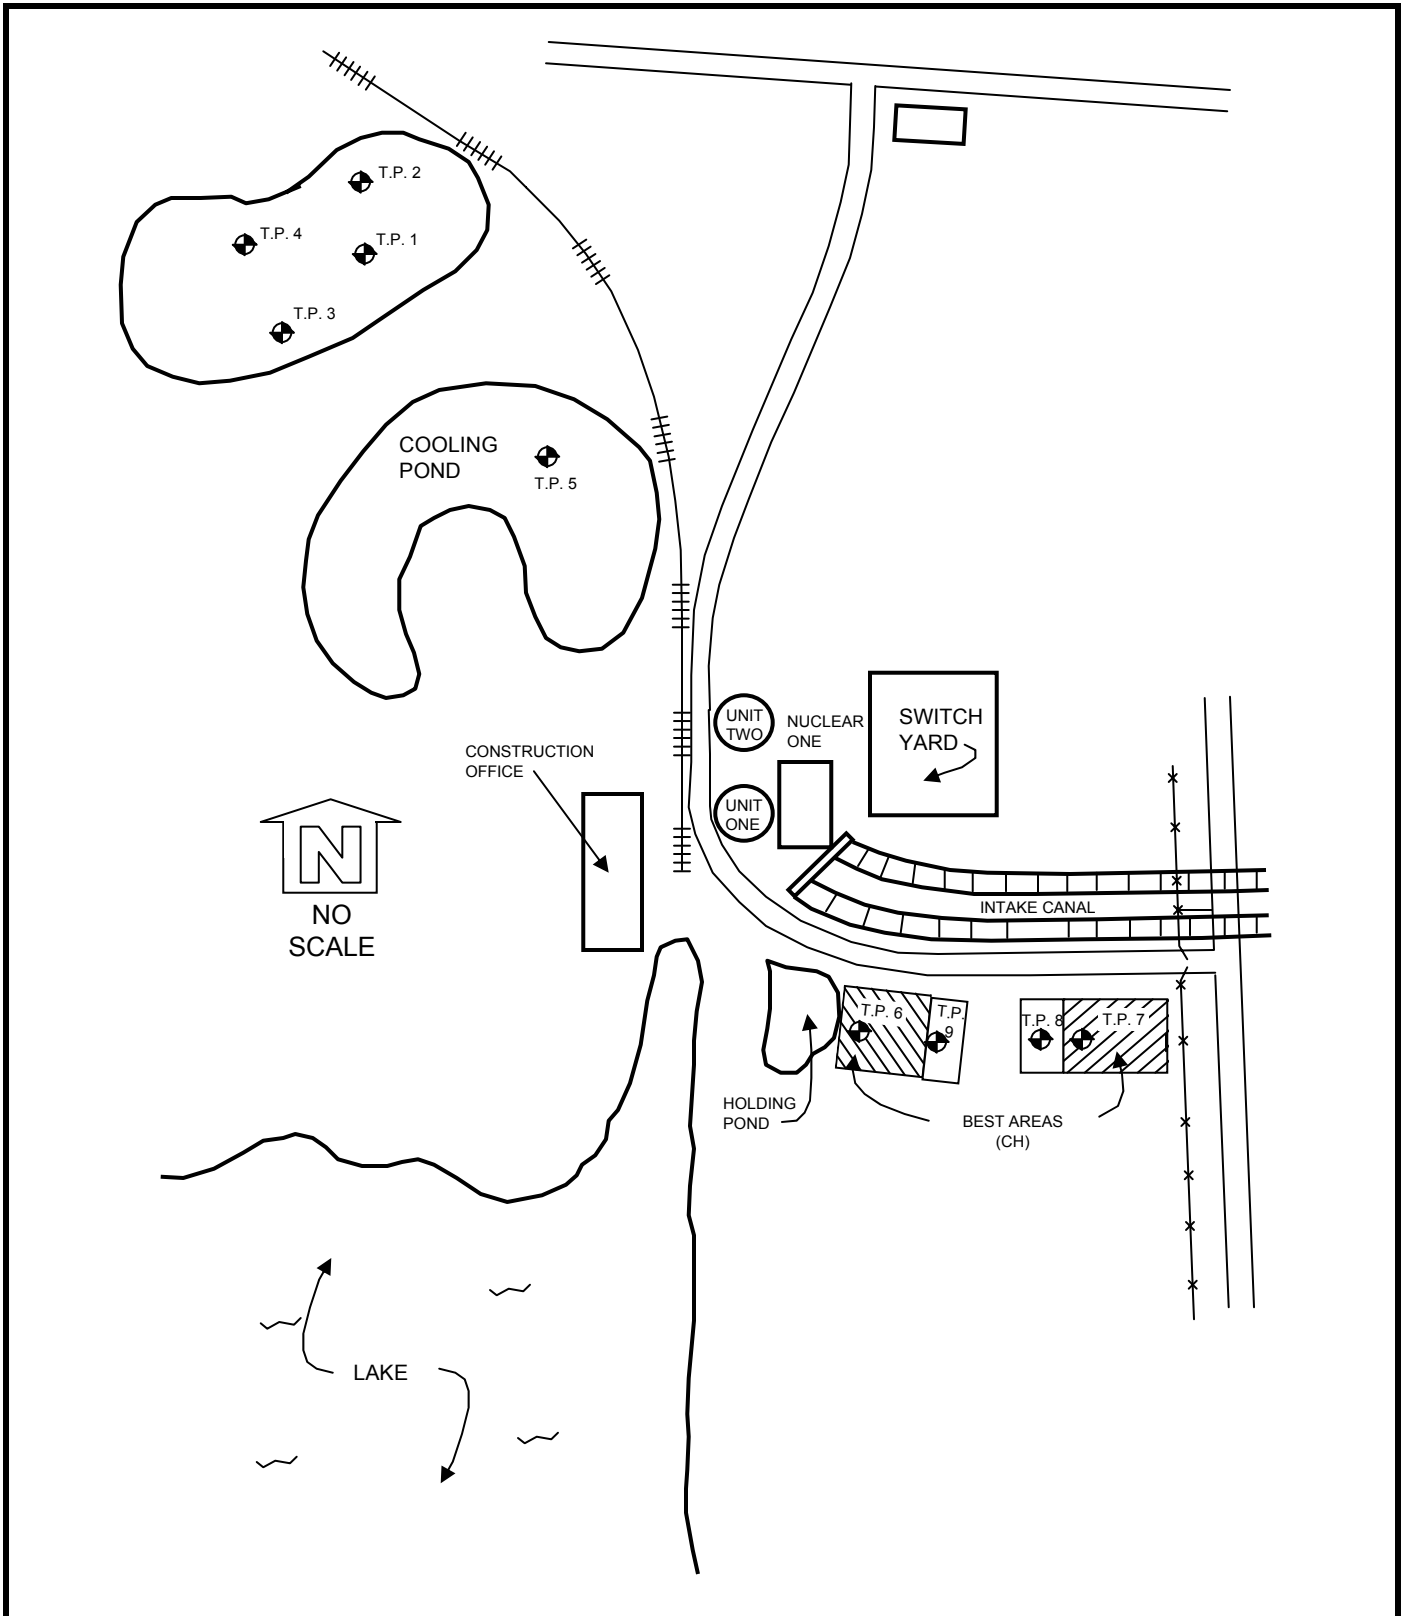 T.P. 2
T.P. 4
T.P. 1
T.P. 3
COOLING
POND
T.P. 5
UNIT
TWO
NUCLEAR
ONE
SWITCH
YARD
CONSTRUCTION
OFFICE
UNIT
ONE
N
NO
SCALE
INTAKE CANAL
T.P. 6
T.P.
9
T.P. 8
T.P. 7
HOLDING
POND
BEST AREAS
(CH)
LAKE